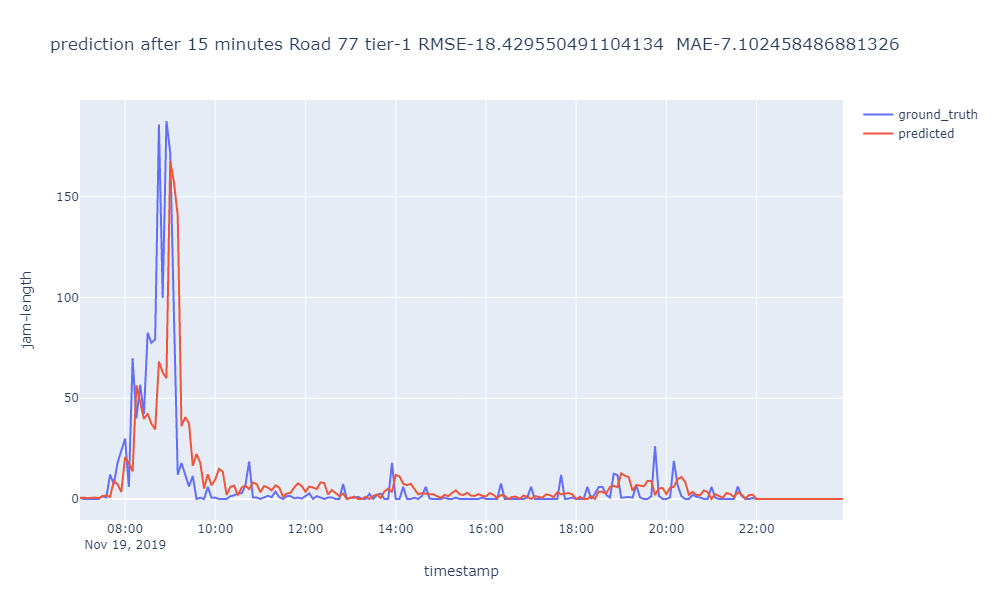 prediction after 15 minutes Road 77 tier-1 RMSE-18.429550491104134  MAE-7.102458486881326
ground_truth
predicted
150
100
50
0
jam-length
08:00 10:00 12:00 14:00 16:00 18:00 20:00 22:00
Nov 19, 2019
timestamp